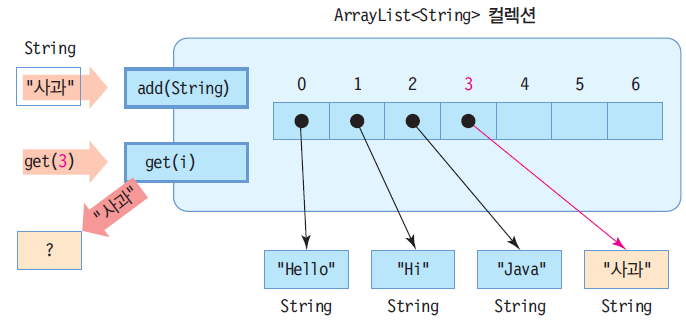 ArrayList<String> 컬렉션
String
"사과"
add(String)
0 1 2 3 4 5 6
get(3)
get(i)
"사과"
?
"Hello" "Hi" "Java" "사과"
String String String String